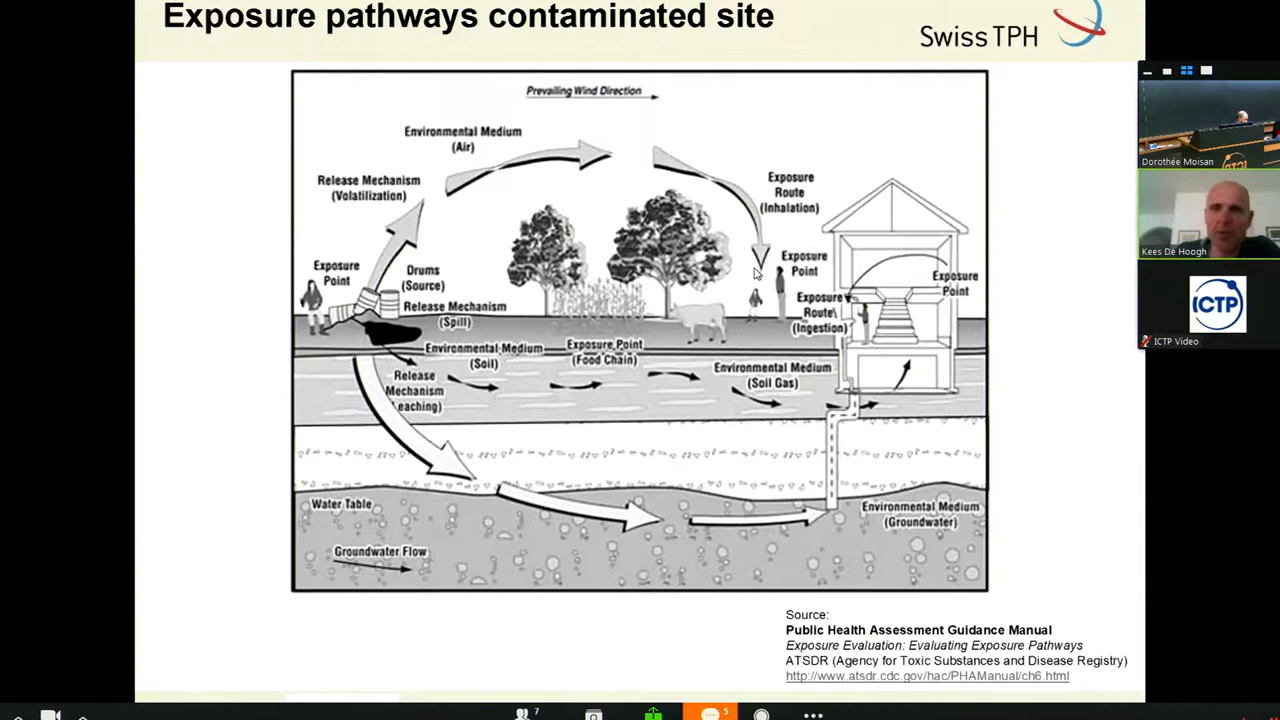 Exposure pathways contaminated site
Swiss TPH
Prevailing Wind Direction
Environmental Medium
(Air)
Release Mechanism
(Volatilization)
Exposure
Route
(Inhalation)
Exposure
Point
Drums
(Source)
Exposure
Point
Exposure
Point
Release Mechanism
(Spill)
Exposure
Route\
(Ingestion)
Environmental Medium
(Soil)
Exposure Point
(Food Chain)
Environmental Medium
(Soil Gas)
Release
Mechanism
(Leaching)
Water Table
Environmental Medium
(Groundwater)
Groundwater Flow
Source:
Public Health Assessment Guidance Manual
Exposure Evaluation: Evaluating Exposure Pathways
ATSDR (Agency for Toxic Substances and Disease Registry)
http://www.atsdr.cdc.gov/hac/PHAManual/ch6.html
Dorothée Moisan
Kees De Hoogh
ICTP
ICTP Video
7
5